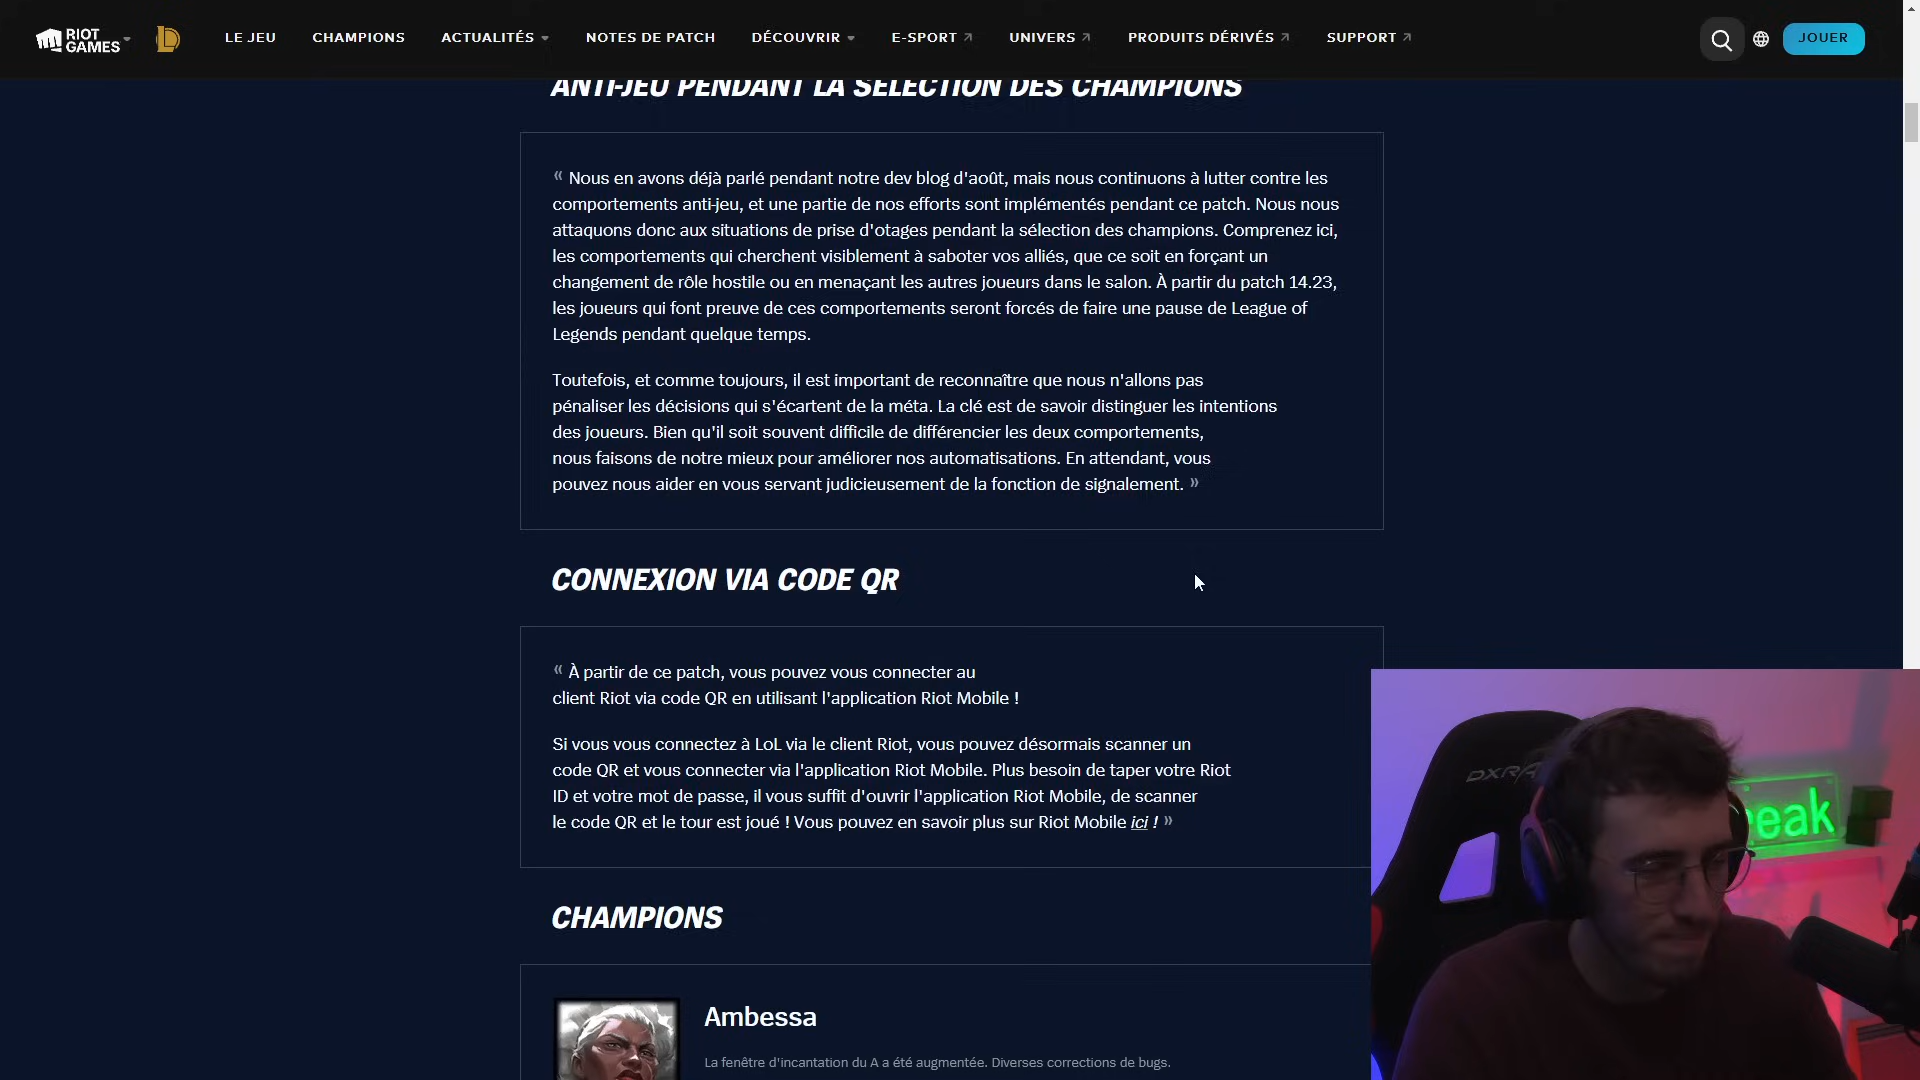 RIOT
GAMES
LE JEU
CHAMPIONS
ACTUALITÉS
NOTES DE PATCH
DÉCOUVRIR
E-SPORT
UNIVERS
PRODUITS DÉRIVÉS
SUPPORT
JOUER
ANTI-JEU PENDANT LA SÉLECTION DES CHAMPIONS
« Nous en avons déjà parlé pendant notre dev blog d'août, mais nous continuons à lutter contre les
comportements anti-jeu, et une partie de nos efforts sont implémentés pendant ce patch. Nous nous
attaquons donc aux situations de prise d'otages pendant la sélection des champions. Comprenez ici,
les comportements qui cherchent visiblement à saboter vos alliés, que ce soit en forçant un
changement de rôle hostile ou en menaçant les autres joueurs dans le salon. À partir du patch 14.23,
les joueurs qui font preuve de ces comportements seront forcés de faire une pause de League of
Legends pendant quelque temps.
Toutefois, et comme toujours, il est important de reconnaître que nous n'allons pas
pénaliser les décisions qui s'écartent de la méta. La clé est de savoir distinguer les intentions
des joueurs. Bien qu'il soit souvent difficile de différencier les deux comportements,
nous faisons de notre mieux pour améliorer nos automatisations. En attendant, vous
pouvez nous aider en vous servant judicieusement de la fonction de signalement. »
CONNEXION VIA CODE QR
« À partir de ce patch, vous pouvez vous connecter au
client Riot via code QR en utilisant l'application Riot Mobile !
Si vous vous connectez à LoL via le client Riot, vous pouvez désormais scanner un
code QR et vous connecter via l'application Riot Mobile. Plus besoin de taper votre Riot
ID et votre mot de passe, il vous suffit d'ouvrir l'application Riot Mobile, de scanner
le code QR et le tour est joué ! Vous pouvez en savoir plus sur Riot Mobile ici ! »
CHAMPIONS
Ambessa
La fenêtre d'incantation du A a été augmentée. Diverses corrections de bugs.